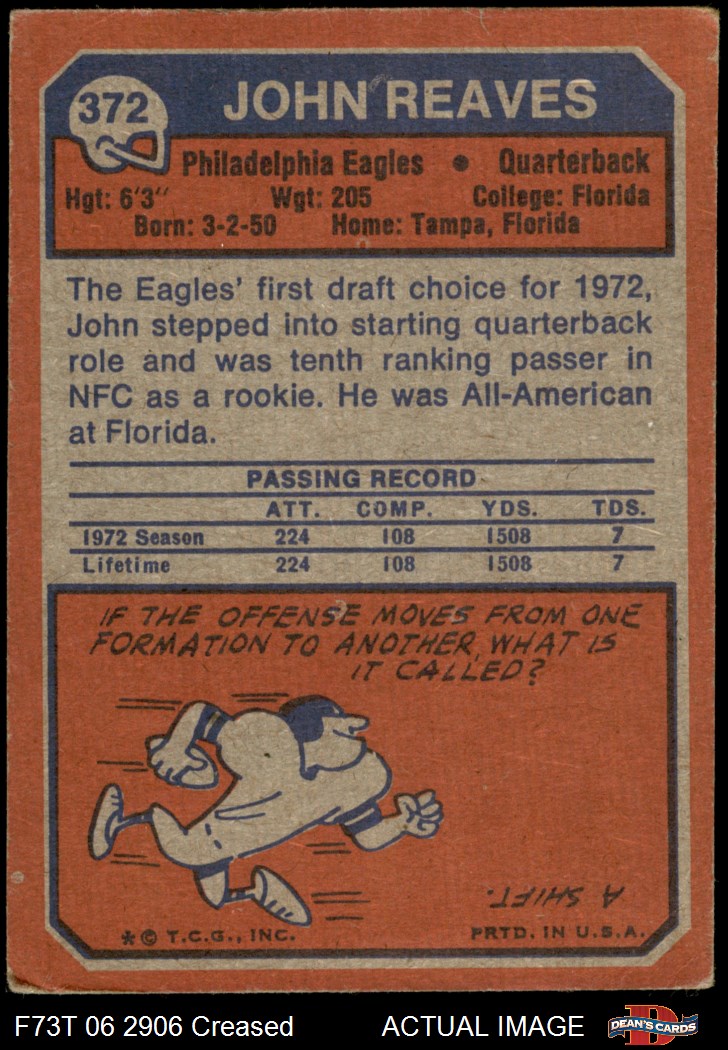 372
JOHN REAVES
Philadelphia Eagles • Quarterback
Hgt: 6'3" Wgt: 205 College: Florida
Born: 3-2-50 Home: Tampa, Florida
The Eagles' first draft choice for 1972,
John stepped into starting quarterback
role and was tenth ranking passer in
NFC as a rookie. He was All-American
at Florida.
PASSING RECORD
ATT. COMP. YDS. TDS.
1972 Season 224 108 1508 7
Lifetime 224 108 1508 7
IF THE OFFENSE MOVES FROM ONE
FORMATION TO ANOTHER, WHAT IS
IT CALLED?
A SHIFT.
* © T.C.G., INC. PRTD. IN U.S.A.
F73T 06 2906 Creased ACTUAL IMAGE
D
DEAN'S CARDS